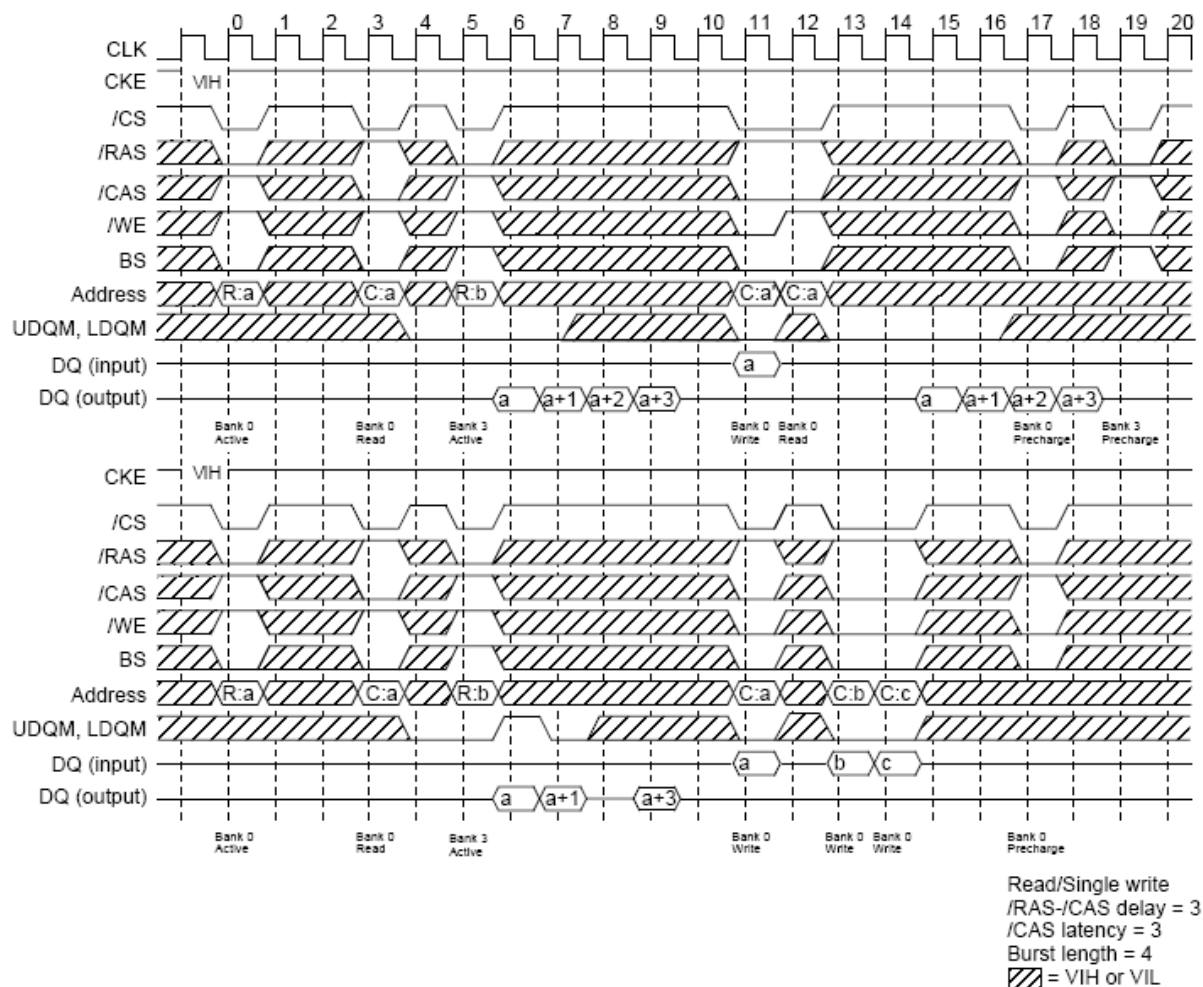 0 1 2 3 4 5 6 7 8 9 10 11 12 13 14 15 16 17 18 19 20
CLK
CKE VIH
/CS
/RAS
/CAS
/WE
BS
Address R:a C:a R:b C:a' C:a
UDQM, LDQM
DQ (input) a
DQ (output) a a+1 a+2 a+3 a a+1 a+2 a+3
Bank 0 Bank 0 Bank 3 Bank 0 Bank 0 Bank 0 Bank 3
Active Read Active Write Read Precharge Precharge
CKE VIH
/CS
/RAS
/CAS
/WE
BS
Address R:a C:a R:b C:a C:b C:c
UDQM, LDQM
DQ (input) a b c
DQ (output) a a+1 a+3
Bank 0 Bank 0 Bank 3 Bank 0 Bank 0 Bank 0 Bank 0
Active Read Active Write Write Write Precharge
Read/Single write
/RAS-/CAS delay = 3
/CAS latency = 3
Burst length = 4
= VIH or VIL